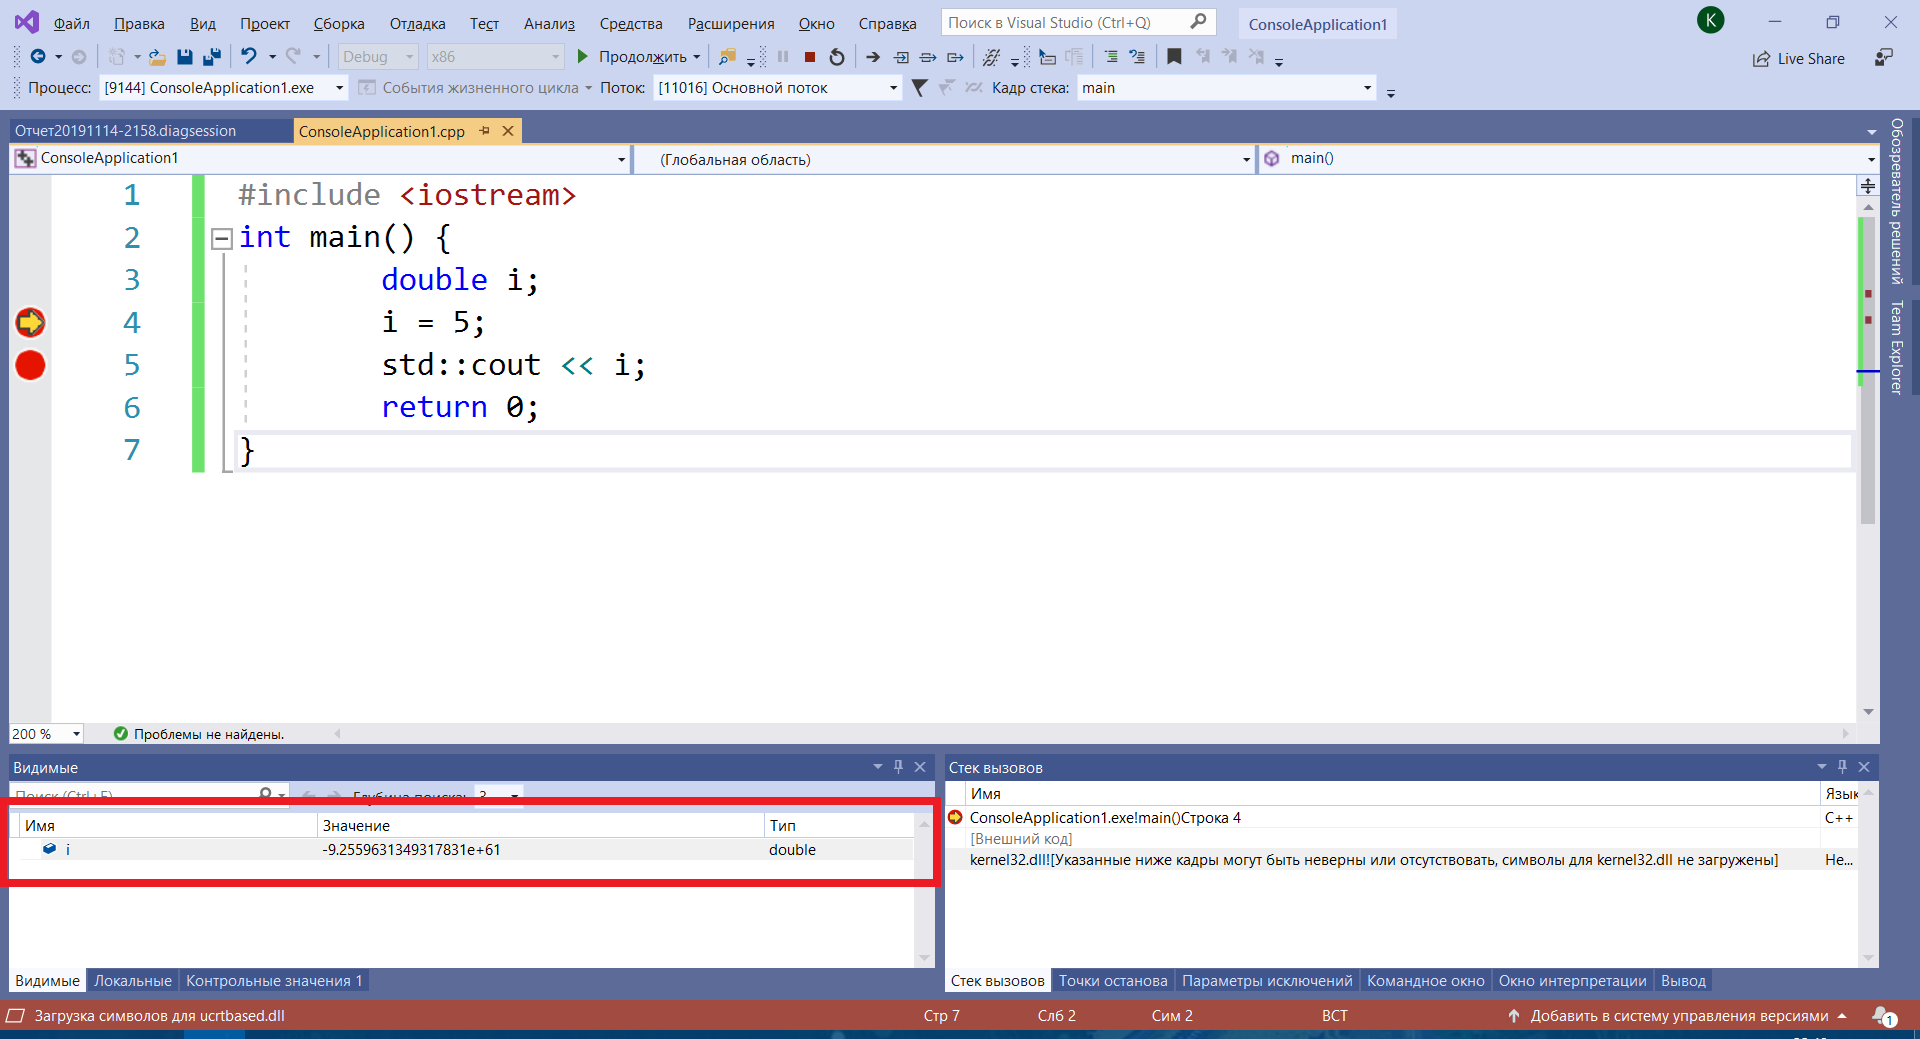 Файл Правка Вид Проект Сборка Отладка Тест Анализ Средства Расширения Окно Справка Поиск в Visual Studio (Ctrl+Q) ConsoleApplication1 K
Debug x86 Продолжить Live Share
Процесс: [9144] ConsoleApplication1.exe События жизненного цикла Поток: [11016] Основной поток Кадр стека: main
Отчет20191114-2158.diagsession ConsoleApplication1.cpp
ConsoleApplication1 (Глобальная область) main()
Обозреватель решений
Team Explorer
1 #include <iostream>
2 int main() {
3 double i;
4 i = 5;
5 std::cout << i;
6 return 0;
7 }
200 % Проблемы не найдены.
Видимые
Поиск (Ctrl+E) Глубина поиска: 3
Имя Значение Тип
i -9.2559631349317831e+61 double
Видимые Локальные Контрольные значения 1
Стек вызовов
Имя Язык
ConsoleApplication1.exe!main()Строка 4 C++
[Внешний код]
kernel32.dll![Указанные ниже кадры могут быть неверны или отсутствовать, символы для kernel32.dll не загружены] Не...
Стек вызовов Точки останова Параметры исключений Командное окно Окно интерпретации Вывод
Загрузка символов для ucrtbased.dll Стр 7 Слб 2 Сим 2 ВСТ Добавить в систему управления версиями 1